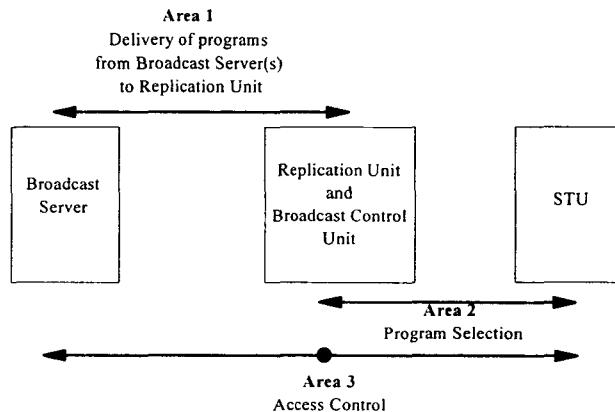 Area 1
Delivery of programs
from Broadcast Server(s)
to Replication Unit
Broadcast
Server
Replication Unit
and
Broadcast Control
Unit
STU
Area 2
Program Selection
Area 3
Access Control